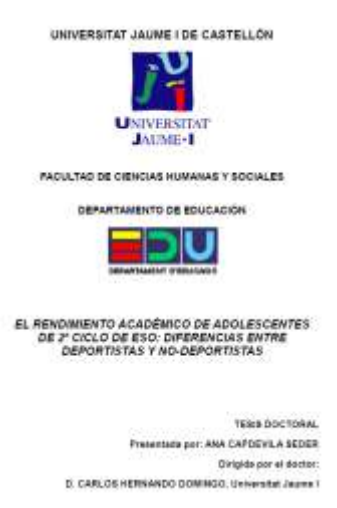 UNIVERSITAT JAUME I DE CASTELLÓN
UJI
UNIVERSITAT
JAUME•I
FACULTAD DE CIENCIAS HUMANAS Y SOCIALES
DEPARTAMENTO DE EDUCACIÓN
EDU
DEPARTAMENT D'EDUCACIÓ
EL RENDIMIENTO ACADÉMICO DE ADOLESCENTES
DE 2º CICLO DE ESO: DIFERENCIAS ENTRE
DEPORTISTAS Y NO-DEPORTISTAS
TESIS DOCTORAL
Presentada por: ANA CAPDEVILA SEDER
Dirigida por el doctor:
D. CARLOS HERNANDO DOMINGO, Universitat Jaume I